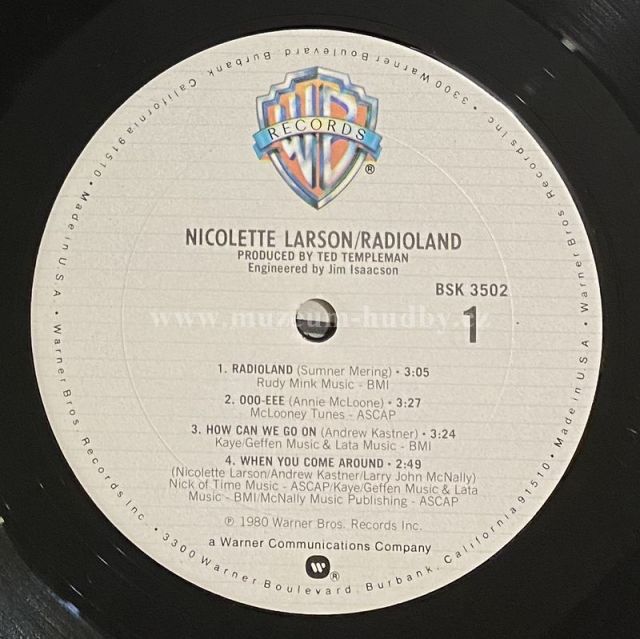 WB
RECORDS
®
NICOLETTE LARSON/RADIOLAND
PRODUCED BY TED TEMPLEMAN
Engineered by Jim Isaacson
BSK 3502
1
www.muzeum-hudby.cz
1. RADIOLAND (Sumner Mering) • 3:05
Rudy Mink Music - BMI
2. OOO-EEE (Annie McLoone) • 3:27
McLooney Tunes - ASCAP
3. HOW CAN WE GO ON (Andrew Kastner) • 3:24
Kaye/Geffen Music & Lata Music - BMI
4. WHEN YOU COME AROUND • 2:49
(Nicolette Larson/Andrew Kastner/Larry John McNally)
Nick of Time Music - ASCAP/Kaye/Geffen Music & Lata
Music - BMI/McNally Music Publishing - ASCAP
℗ 1980 Warner Bros. Records Inc.
a Warner Communications Company
®
Warner Bros. Records Inc. • 3300 Warner Boulevard, Burbank, California 91510 • Made in U.S.A. •
Warner Bros. Records Inc. • 3300 Warner Boulevard, Burbank, California 91510 • Made in U.S.A. •